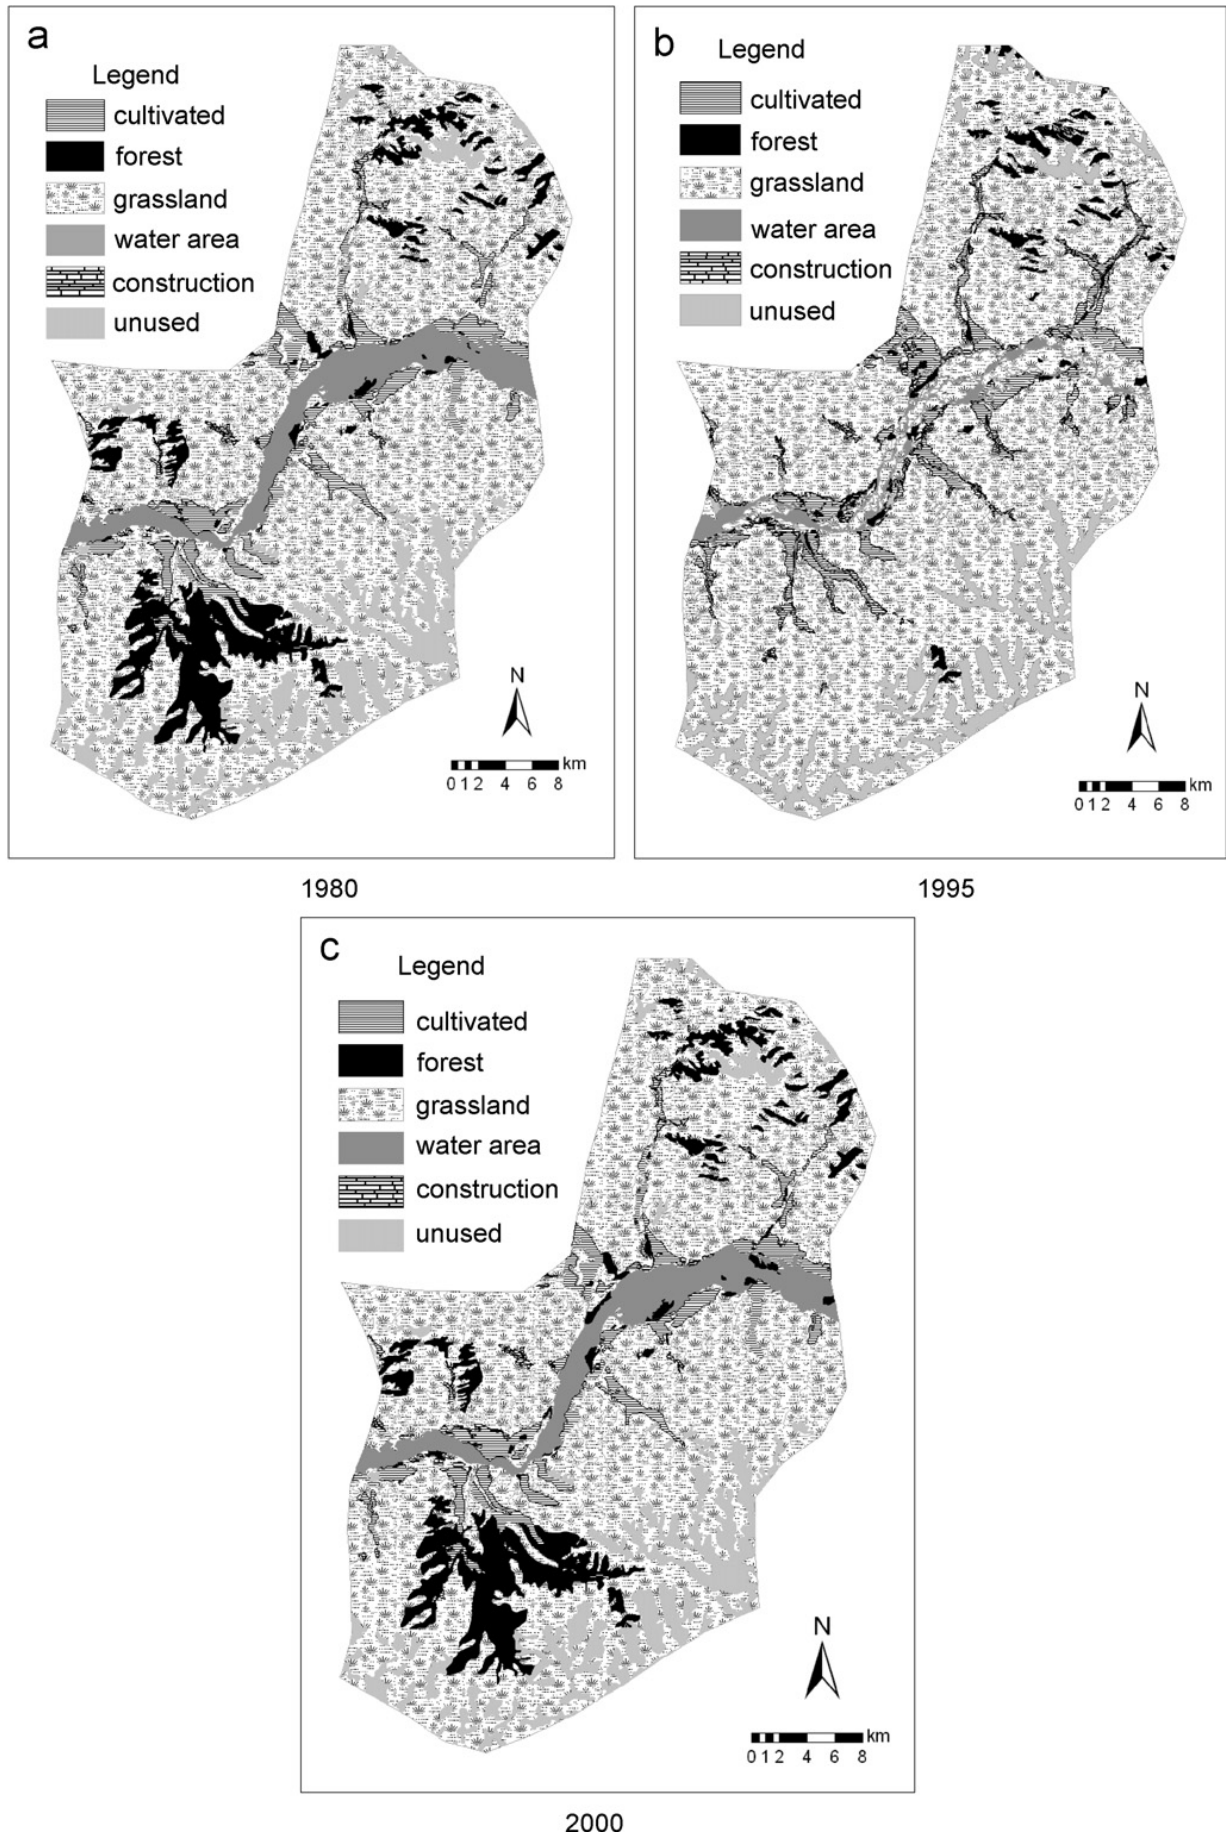 a
Legend
cultivated
forest
grassland
water area
construction
unused
N
km
0 1 2 4 6 8
1980
b
Legend
cultivated
forest
grassland
water area
construction
unused
N
km
0 1 2 4 6 8
1995
c
Legend
cultivated
forest
grassland
water area
construction
unused
N
km
0 1 2 4 6 8
2000